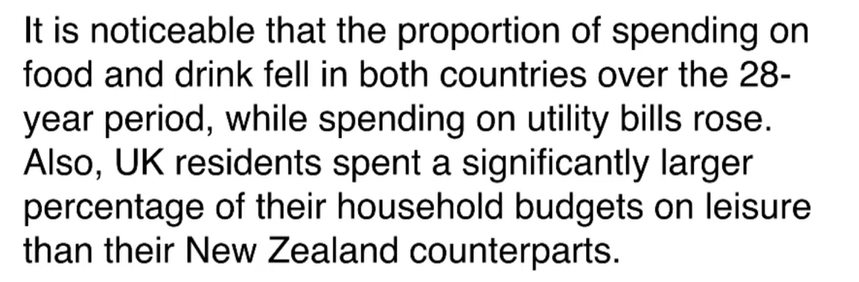 It is noticeable that the proportion of spending on
food and drink fell in both countries over the 28-
year period, while spending on utility bills rose.
Also, UK residents spent a significantly larger
percentage of their household budgets on leisure
than their New Zealand counterparts.